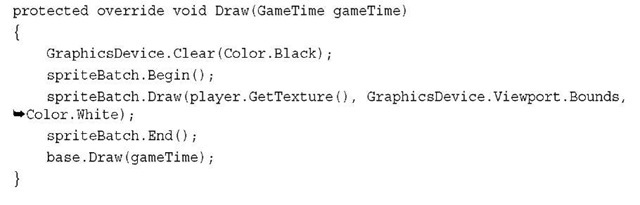 protected override void Draw(GameTime gameTime)
{
    GraphicsDevice.Clear(Color.Black);
    spriteBatch.Begin();
    spriteBatch.Draw(player.GetTexture(), GraphicsDevice.Viewport.Bounds,
➥Color.White);
    spriteBatch.End();
    base.Draw(gameTime);
}